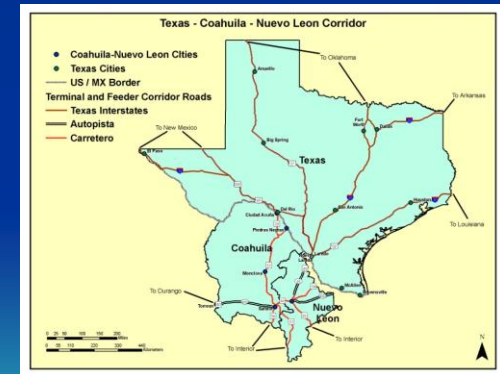 Texas - Coahuila - Nuevo Leon Corridor
Coahuila-Nuevo Leon Cities
Texas Cities
US / MX Border
Terminal and Feeder Corridor Roads
Texas Interstates
Autopista
Carretero
To Oklahoma
To Arkansas
To New Mexico
To Louisiana
To Durango
To Interior
To Interior
Amarillo
Fort Worth
Dallas
Big Spring
Texas
El Paso
San Antonio
Houston
Del Rio
Ciudad Acuña
Piedras Negras
Coahuila
Laredo
Monclova
McAllen
Brownsville
Nuevo
Leon
Torreon
Saltillo
Miles
Kilometers
N